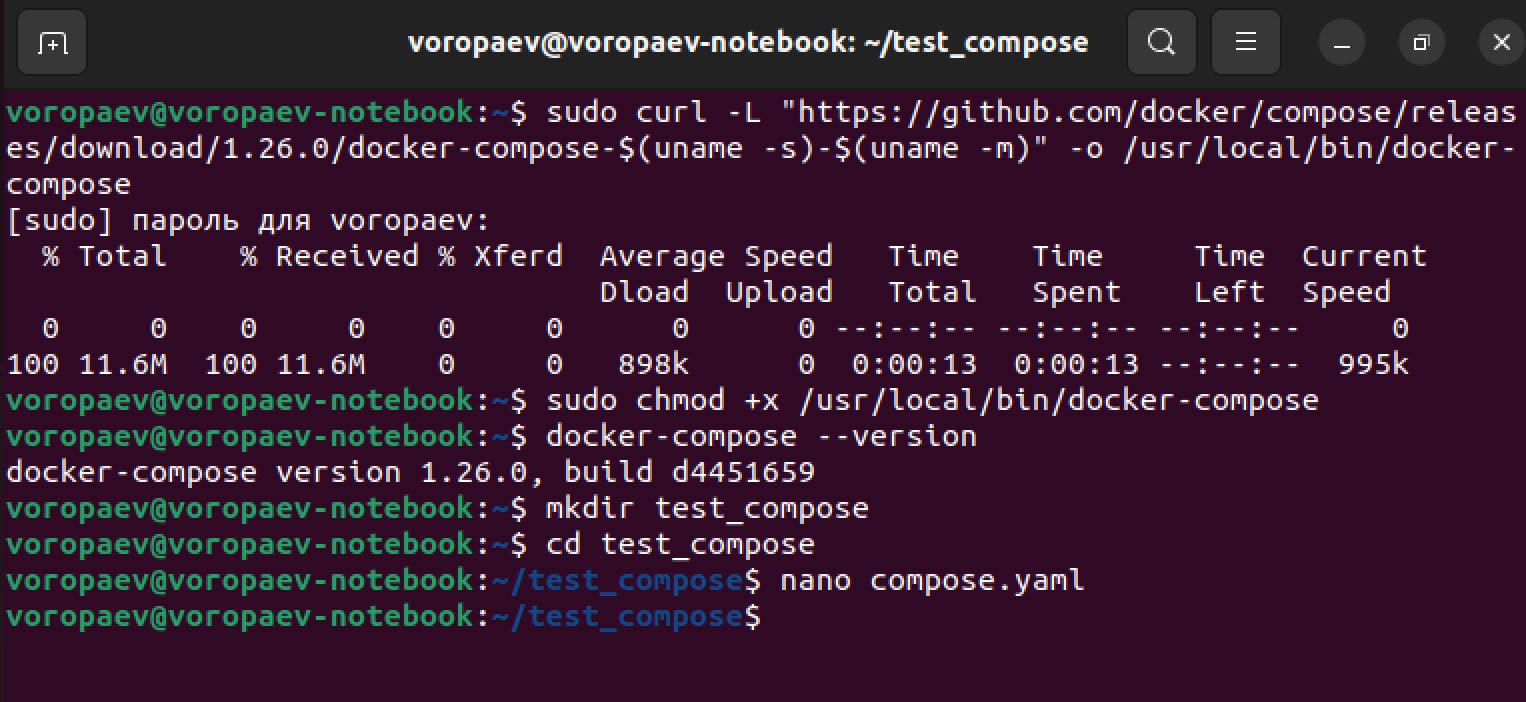 voropaev@voropaev-notebook: ~/test_compose
voropaev@voropaev-notebook:~$ sudo curl -L "https://github.com/docker/compose/releas
es/download/1.26.0/docker-compose-$(uname -s)-$(uname -m)" -o /usr/local/bin/docker-
compose
[sudo] пароль для voropaev:
  % Total    % Received % Xferd  Average Speed   Time    Time     Time  Current
                                 Dload  Upload   Total   Spent    Left  Speed
  0     0    0     0    0     0      0      0 --:--:-- --:--:-- --:--:--     0
100 11.6M  100 11.6M    0     0   898k      0  0:00:13  0:00:13 --:--:--  995k
voropaev@voropaev-notebook:~$ sudo chmod +x /usr/local/bin/docker-compose
voropaev@voropaev-notebook:~$ docker-compose --version
docker-compose version 1.26.0, build d4451659
voropaev@voropaev-notebook:~$ mkdir test_compose
voropaev@voropaev-notebook:~$ cd test_compose
voropaev@voropaev-notebook:~/test_compose$ nano compose.yaml
voropaev@voropaev-notebook:~/test_compose$